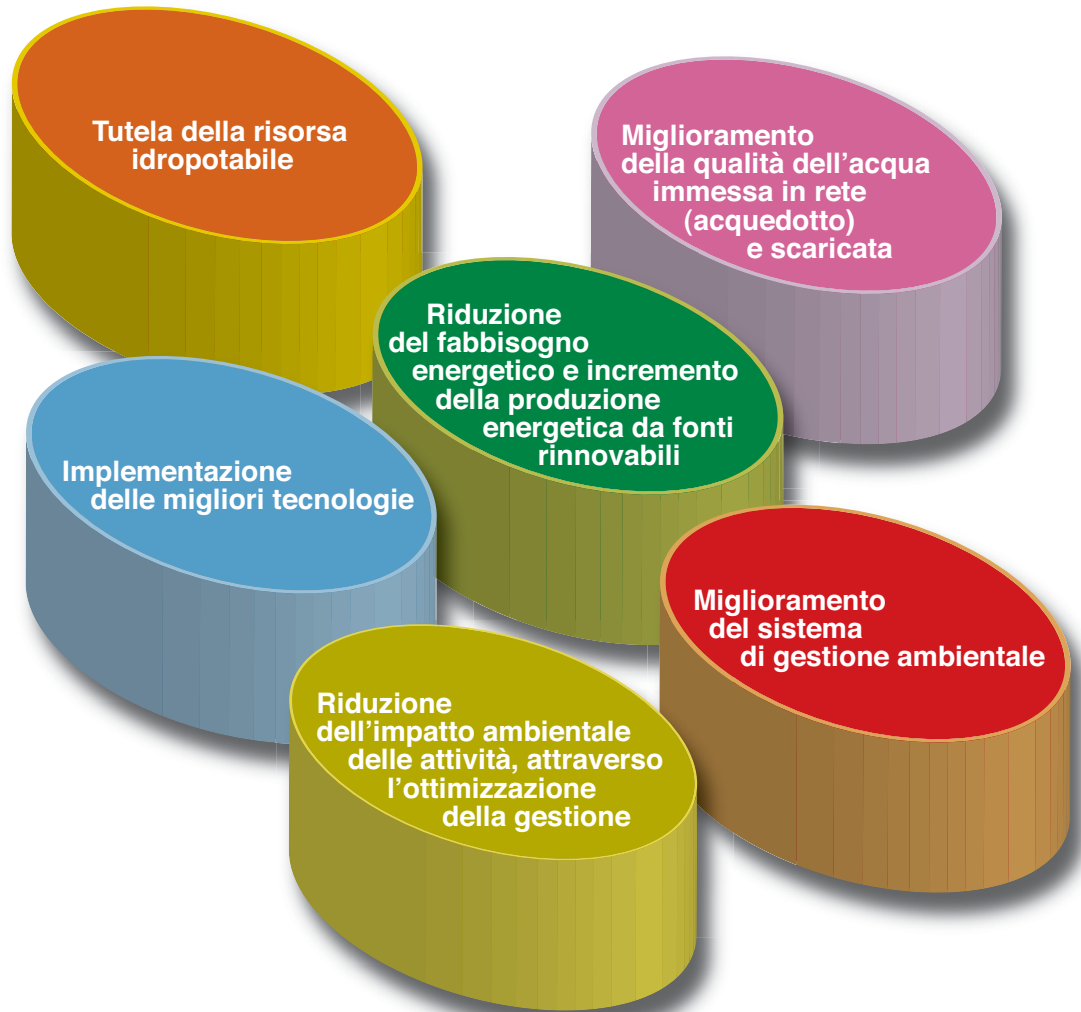 Tutela della risorsa
idropotabile
Miglioramento
della qualità dell’acqua
immessa in rete
(acquedotto)
e scaricata
Riduzione
del fabbisogno
energetico e incremento
della produzione
energetica da fonti
rinnovabili
Implementazione
delle migliori tecnologie
Miglioramento
del sistema
di gestione ambientale
Riduzione
dell’impatto ambientale
delle attività, attraverso
l’ottimizzazione
della gestione